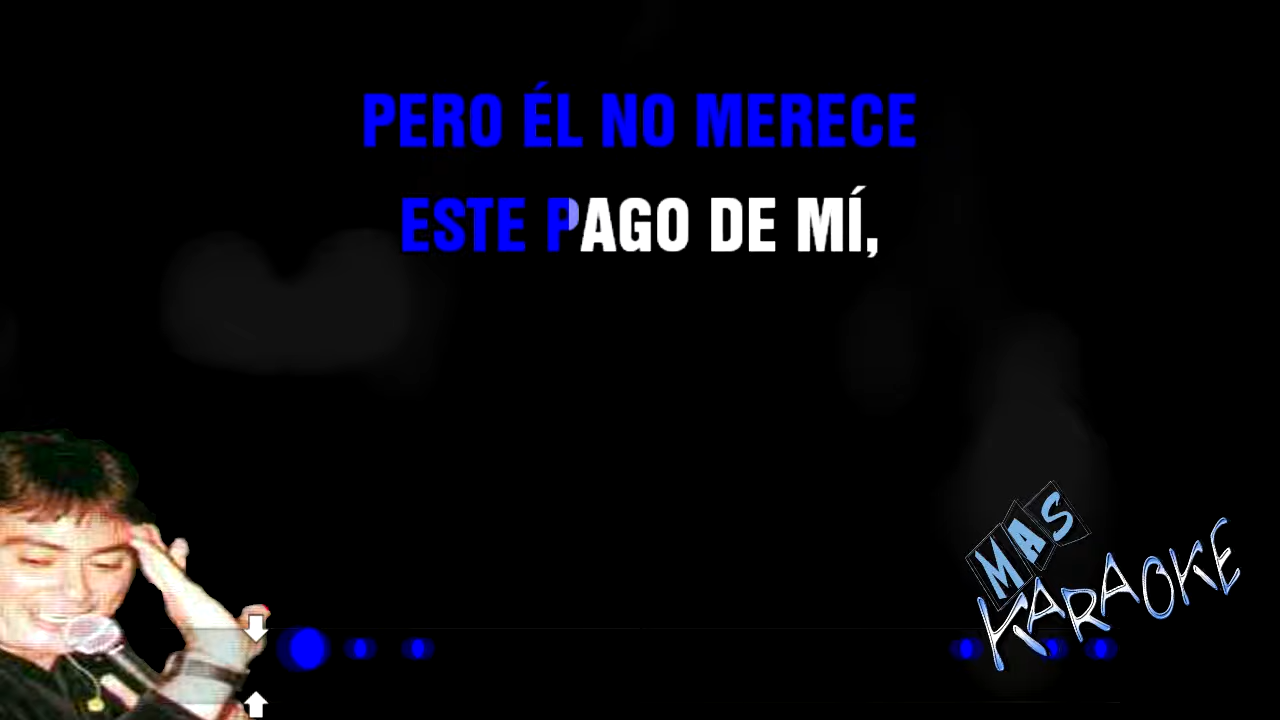 PERO ÉL NO MERECE
ESTE PAGO DE MÍ,
MAS
KARAOKE